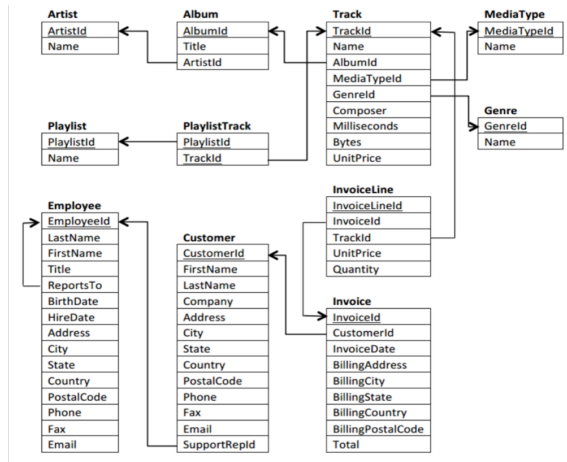 Artist
ArtistId
Name
Album
AlbumId
Title
ArtistId
Track
TrackId
Name
AlbumId
MediaTypeId
GenreId
Composer
Milliseconds
Bytes
UnitPrice
MediaType
MediaTypeId
Name
Genre
GenreId
Name
Playlist
PlaylistId
Name
PlaylistTrack
PlaylistId
TrackId
InvoiceLine
InvoiceLineId
InvoiceId
TrackId
UnitPrice
Quantity
Employee
EmployeeId
LastName
FirstName
Title
ReportsTo
BirthDate
HireDate
Address
City
State
Country
PostalCode
Phone
Fax
Email
Customer
CustomerId
FirstName
LastName
Company
Address
City
State
Country
PostalCode
Phone
Fax
Email
SupportRepId
Invoice
InvoiceId
CustomerId
InvoiceDate
BillingAddress
BillingCity
BillingState
BillingCountry
BillingPostalCode
Total